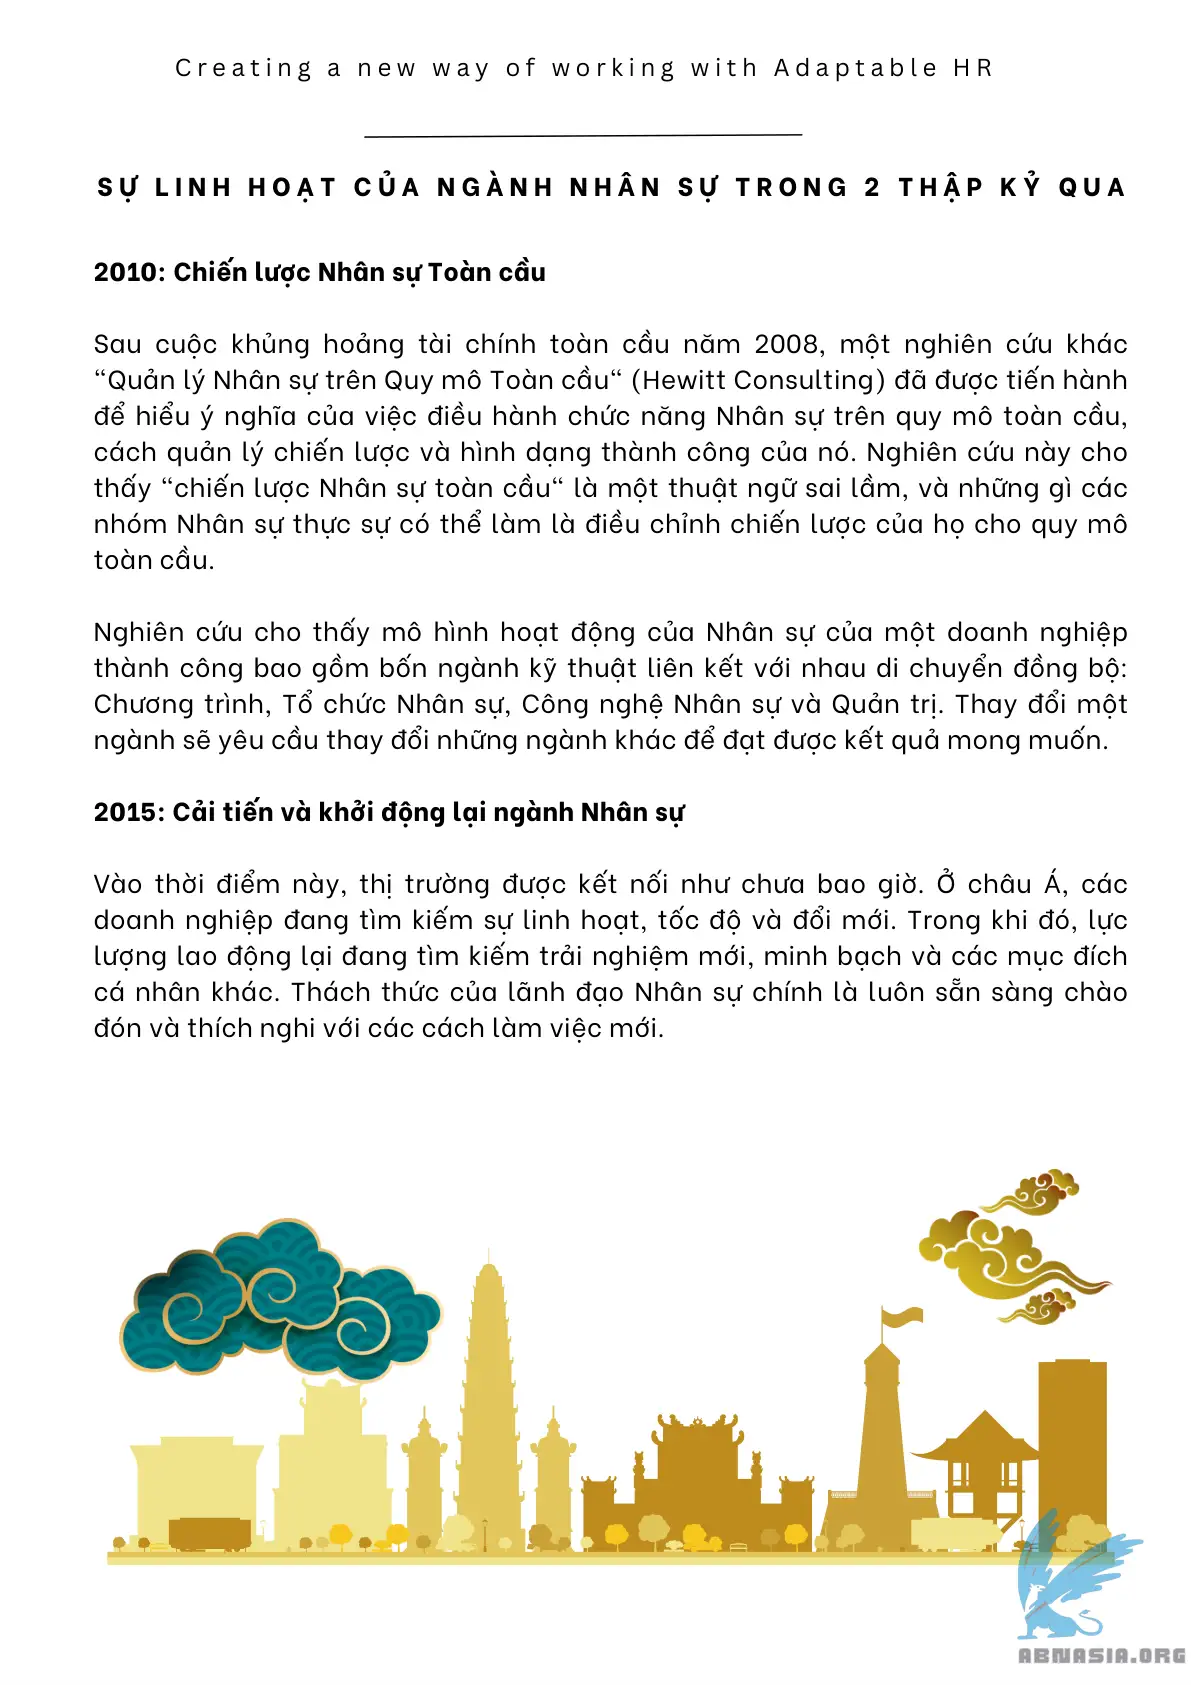 Creating a new way of working with Adaptable HR
SỰ LINH HOẠT CỦA NGÀNH NHÂN SỰ TRONG 2 THẬP KỶ QUA
2010: Chiến lược Nhân sự Toàn cầu
Sau cuộc khủng hoảng tài chính toàn cầu năm 2008, một nghiên cứu khác
“Quản lý Nhân sự trên Quy mô Toàn cầu“ (Hewitt Consulting) đã được tiến hành
để hiểu ý nghĩa của việc điều hành chức năng Nhân sự trên quy mô toàn cầu,
cách quản lý chiến lược và hình dạng thành công của nó. Nghiên cứu này cho
thấy “chiến lược Nhân sự toàn cầu“ là một thuật ngữ sai lầm, và những gì các
nhóm Nhân sự thực sự có thể làm là điều chỉnh chiến lược của họ cho quy mô
toàn cầu.
Nghiên cứu cho thấy mô hình hoạt động của Nhân sự của một doanh nghiệp
thành công bao gồm bốn ngành kỹ thuật liên kết với nhau di chuyển đồng bộ:
Chương trình, Tổ chức Nhân sự, Công nghệ Nhân sự và Quản trị. Thay đổi một
ngành sẽ yêu cầu thay đổi những ngành khác để đạt được kết quả mong muốn.
2015: Cải tiến và khởi động lại ngành Nhân sự
Vào thời điểm này, thị trường được kết nối như chưa bao giờ. Ở châu Á, các
doanh nghiệp đang tìm kiếm sự linh hoạt, tốc độ và đổi mới. Trong khi đó, lực
lượng lao động lại đang tìm kiếm trải nghiệm mới, minh bạch và các mục đích
cá nhân khác. Thách thức của lãnh đạo Nhân sự chính là luôn sẵn sàng chào
đón và thích nghi với các cách làm việc mới.
ABNASIA.ORG